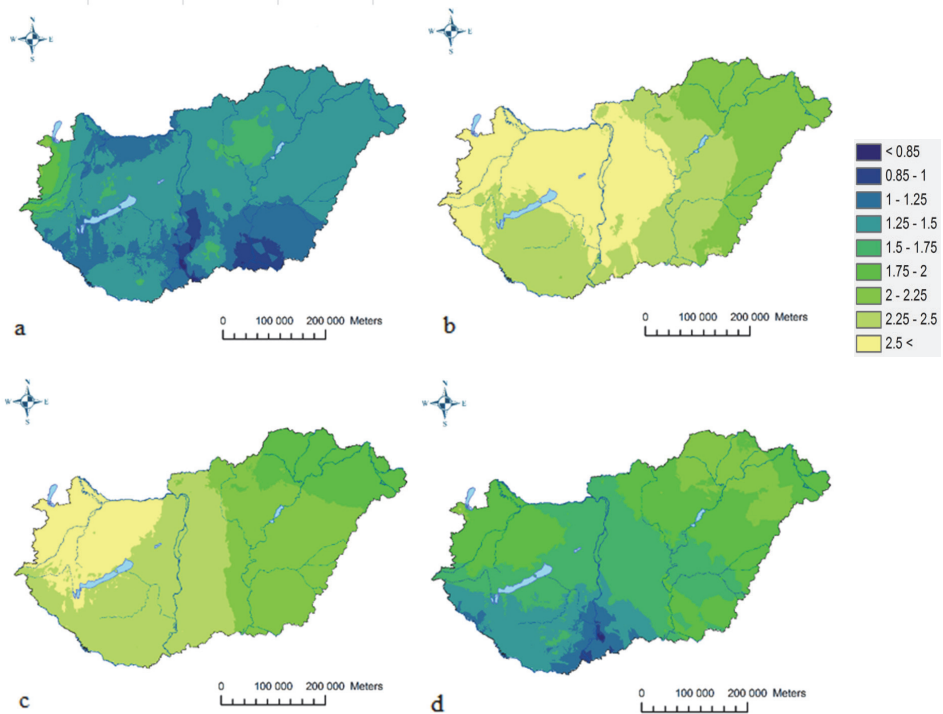 N
W E
S
a
0 100 000 200 000 Meters
N
W E
S
b
0 100 000 200 000 Meters
< 0.85
0.85 - 1
1 - 1.25
1.25 - 1.5
1.5 - 1.75
1.75 - 2
2 - 2.25
2.25 - 2.5
2.5 <
N
W E
S
c
0 100 000 200 000 Meters
N
W E
S
d
0 100 000 200 000 Meters